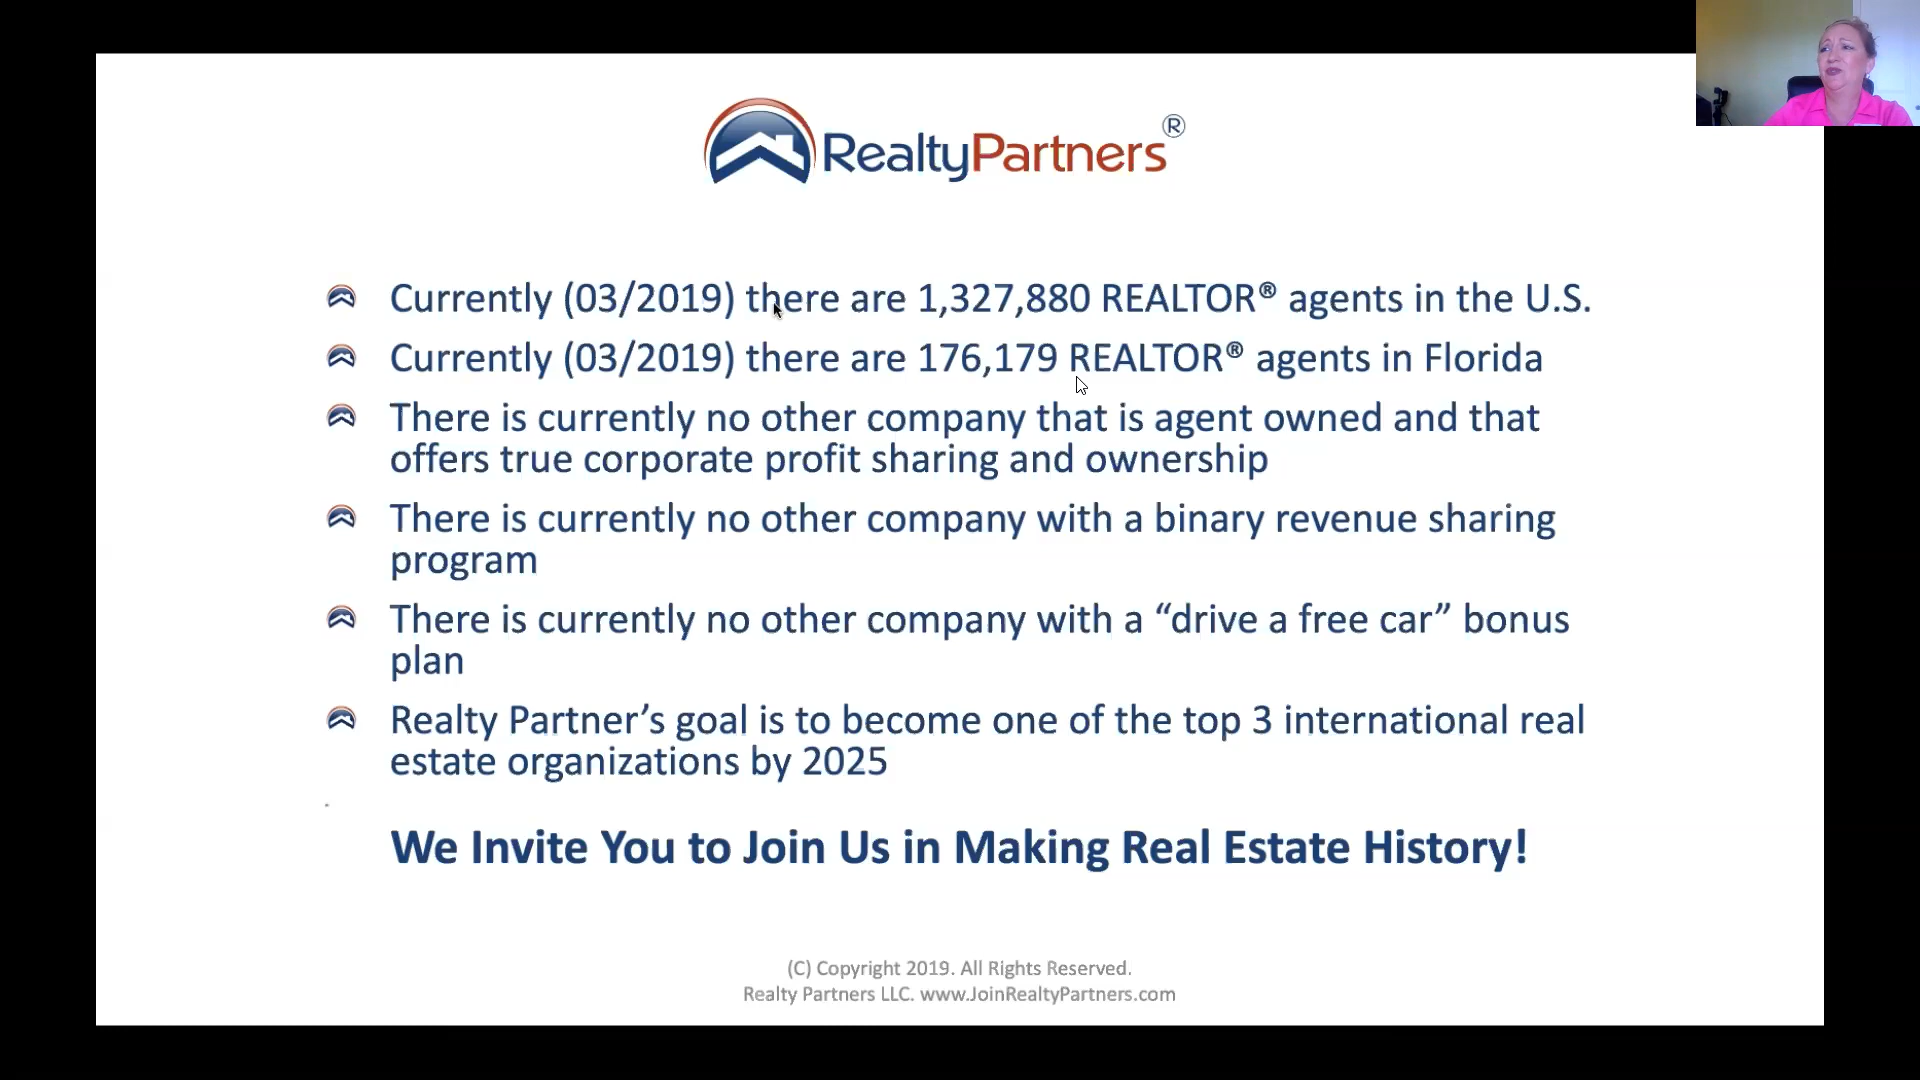 RealtyPartners®
Currently (03/2019) there are 1,327,880 REALTOR® agents in the U.S.
Currently (03/2019) there are 176,179 REALTOR® agents in Florida
There is currently no other company that is agent owned and that
offers true corporate profit sharing and ownership
There is currently no other company with a binary revenue sharing
program
There is currently no other company with a “drive a free car” bonus
plan
Realty Partner’s goal is to become one of the top 3 international real
estate organizations by 2025
We Invite You to Join Us in Making Real Estate History!
(C) Copyright 2019. All Rights Reserved.
Realty Partners LLC. www.JoinRealtyPartners.com